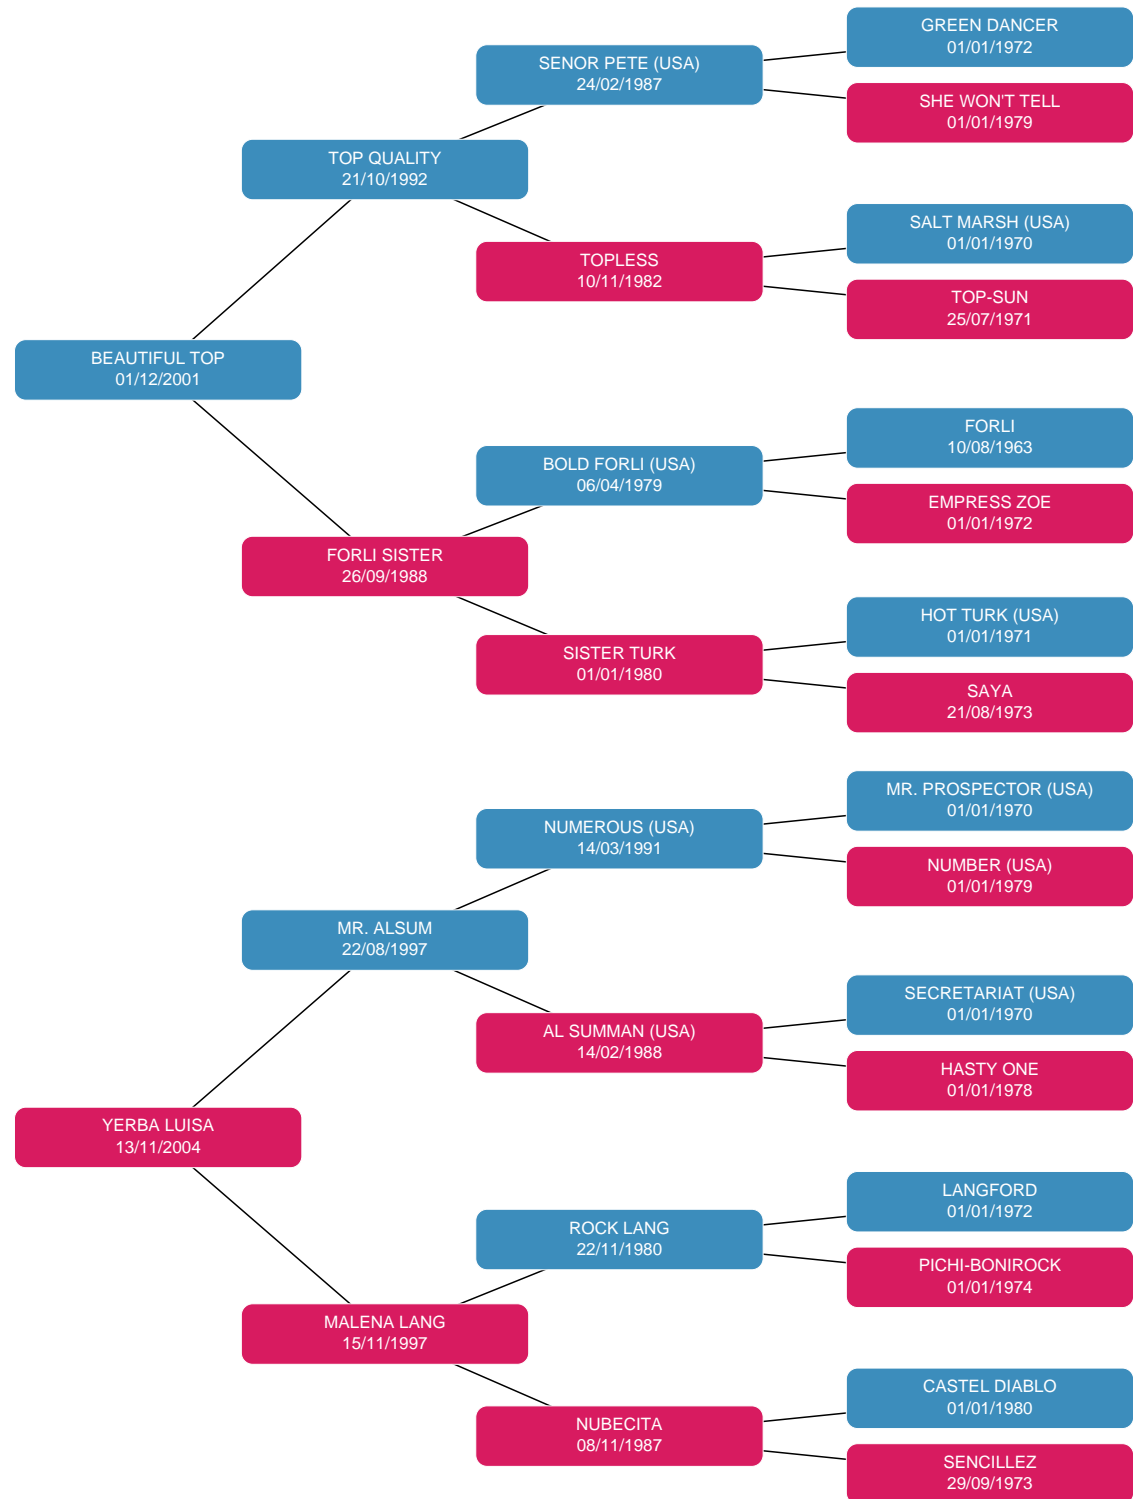 GREEN DANCER
01/01/1972
SENOR PETE (USA)
24/02/1987
SHE WON'T TELL
01/01/1979
TOP QUALITY
21/10/1992
SALT MARSH (USA)
01/01/1970
TOPLESS
10/11/1982
TOP-SUN
25/07/1971
BEAUTIFUL TOP
01/12/2001
FORLI
10/08/1963
BOLD FORLI (USA)
06/04/1979
EMPRESS ZOE
01/01/1972
FORLI SISTER
26/09/1988
HOT TURK (USA)
01/01/1971
SISTER TURK
01/01/1980
SAYA
21/08/1973
MR. PROSPECTOR (USA)
01/01/1970
NUMEROUS (USA)
14/03/1991
NUMBER (USA)
01/01/1979
MR. ALSUM
22/08/1997
SECRETARIAT (USA)
01/01/1970
AL SUMMAN (USA)
14/02/1988
HASTY ONE
01/01/1978
YERBA LUISA
13/11/2004
LANGFORD
01/01/1972
ROCK LANG
22/11/1980
PICHI-BONIROCK
01/01/1974
MALENA LANG
15/11/1997
CASTEL DIABLO
01/01/1980
NUBECITA
08/11/1987
SENCILLEZ
29/09/1973